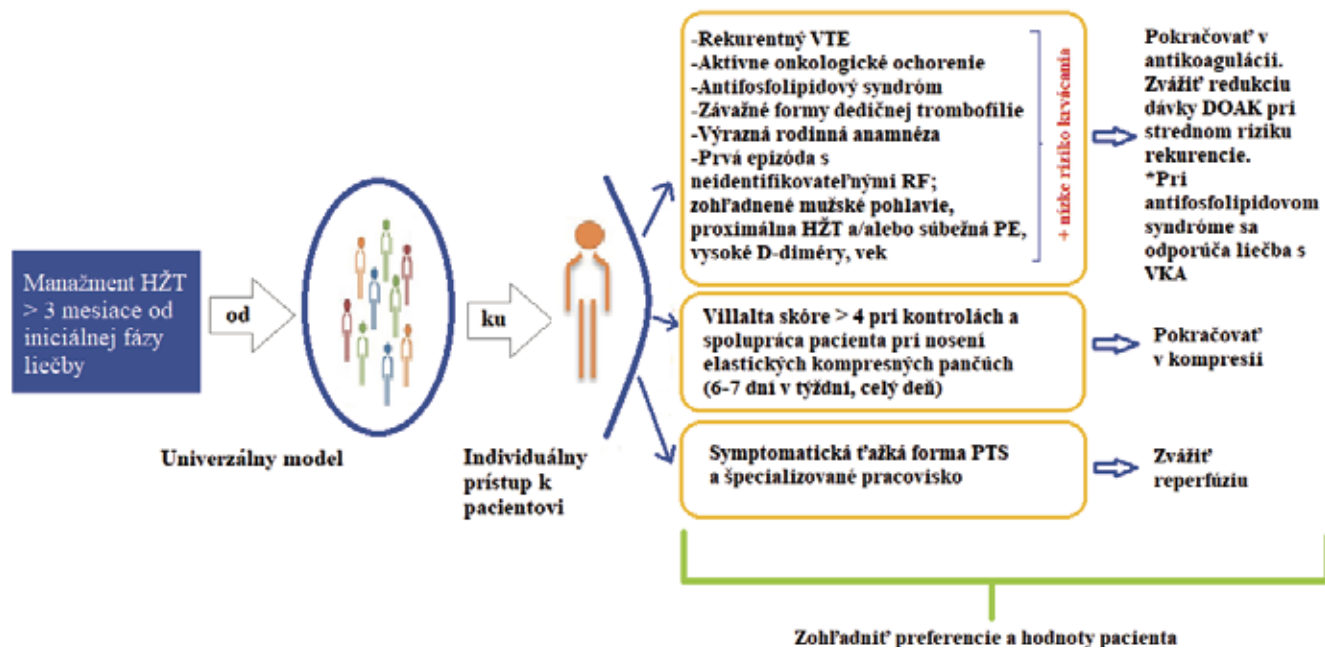 Manažment HŽT
> 3 mesiace od
iniciálnej fázy
liečby
od
Univerzálny model
ku
Individuálny
prístup k
pacientovi
-Rekurentný VTE
-Aktívne onkologické ochorenie
-Antifosfolipidový syndróm
-Závažné formy dedičnej trombofílie
-Výrazná rodinná anamnéza
-Prvá epizóda s
neidentifikovateľnými RF;
zohľadnené mužské pohlavie,
proximálna HŽT a/alebo súbežná PE,
vysoké D-diméry, vek
+ nízke riziko krvácania
Pokračovať v
antikoagulácii.
Zvážiť redukciu
dávky DOAK pri
strednom riziku
rekurencie.
*Pri
antifosfolipidovom
syndróme sa
odporúča liečba s
VKA
Villalta skóre > 4 pri kontrolách a
spolupráca pacienta pri nosení
elastických kompresných pančúch
(6-7 dní v týždni, celý deň)
Pokračovať
v kompresii
Symptomatická ťažká forma PTS
a špecializované pracovisko
Zvážiť
reperfúziu
Zohľadniť preferencie a hodnoty pacienta